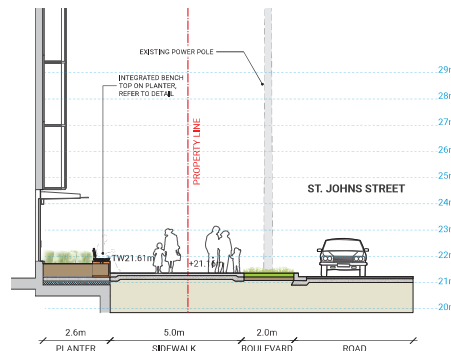 EXISTING POWER POLE
INTEGRATED BENCH
TOP ON PLANTER,
REFER TO DETAIL
PROPERTY LINE
29m
28m
27m
26m
25m
24m
23m
22m
21m
20m
ST. JOHNS STREET
TW21.61m
2.6m
5.0m
2.0m
PLANTER
SIDEWALK
BOULEVARD
ROAD